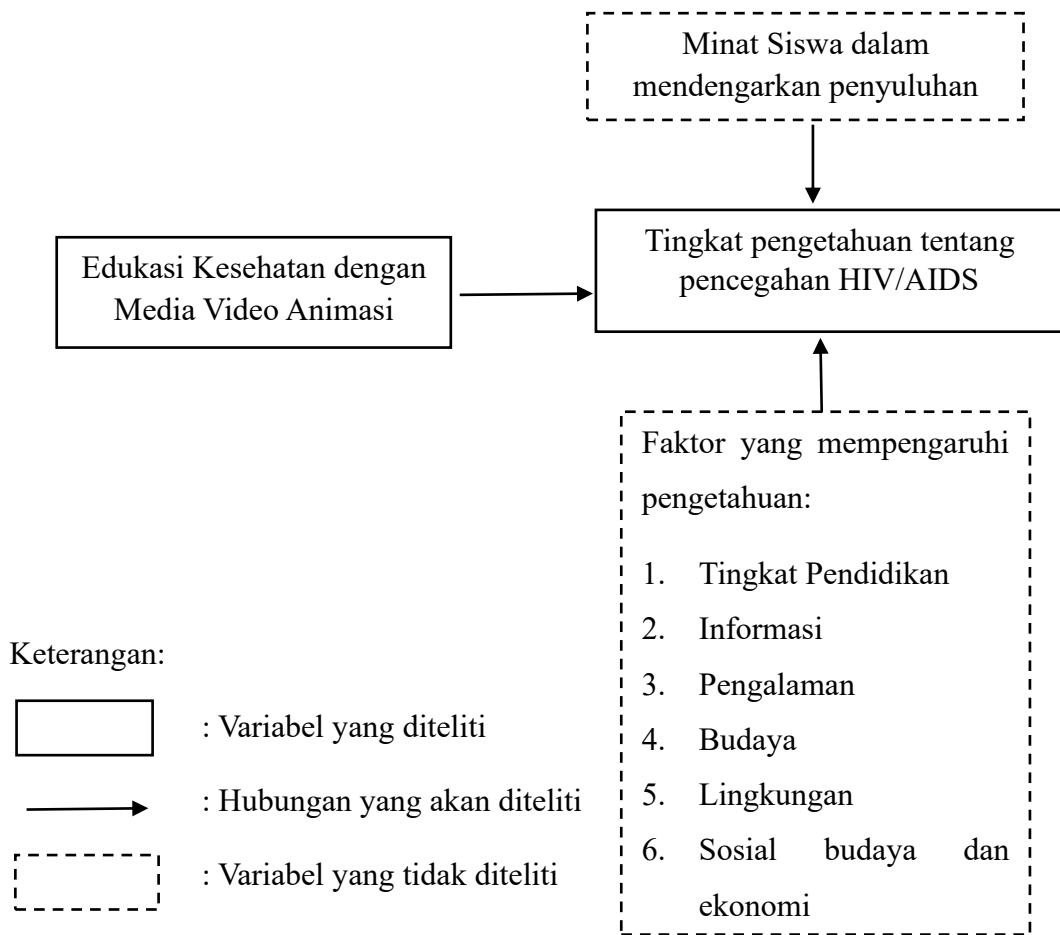 Minat Siswa dalam
mendengarkan penyuluhan
Tingkat pengetahuan tentang
pencegahan HIV/AIDS
Edukasi Kesehatan dengan
Media Video Animasi
Faktor yang mempengaruhi
pengetahuan:
1. Tingkat Pendidikan
2. Informasi
3. Pengalaman
4. Budaya
5. Lingkungan
6. Sosial budaya dan
ekonomi
Keterangan:
: Variabel yang diteliti
: Hubungan yang akan diteliti
: Variabel yang tidak diteliti